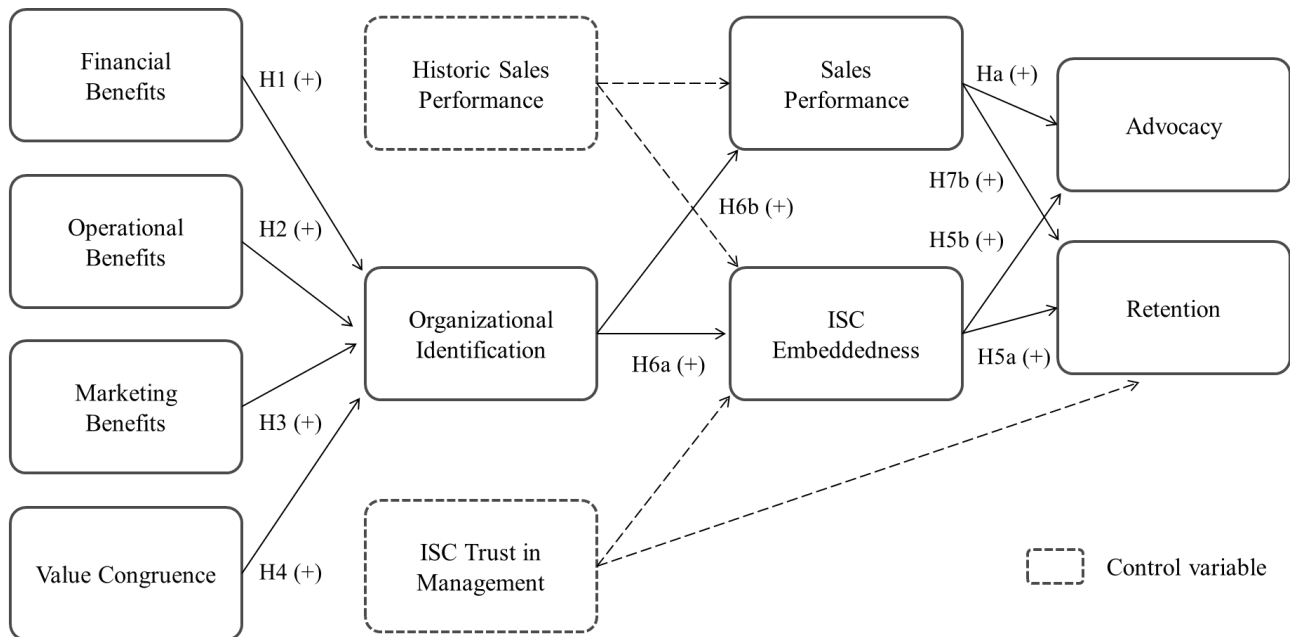 Financial
Benefits
H1 (+)
Historic Sales
Performance
Sales
Performance
Ha (+)
Advocacy
Operational
Benefits
H2 (+)
H6b (+)
H7b (+)
H5b (+)
Organizational
Identification
H6a (+)
ISC
Embeddedness
Retention
H5a (+)
Marketing
Benefits
H3 (+)
Value Congruence
H4 (+)
ISC Trust in
Management
Control variable